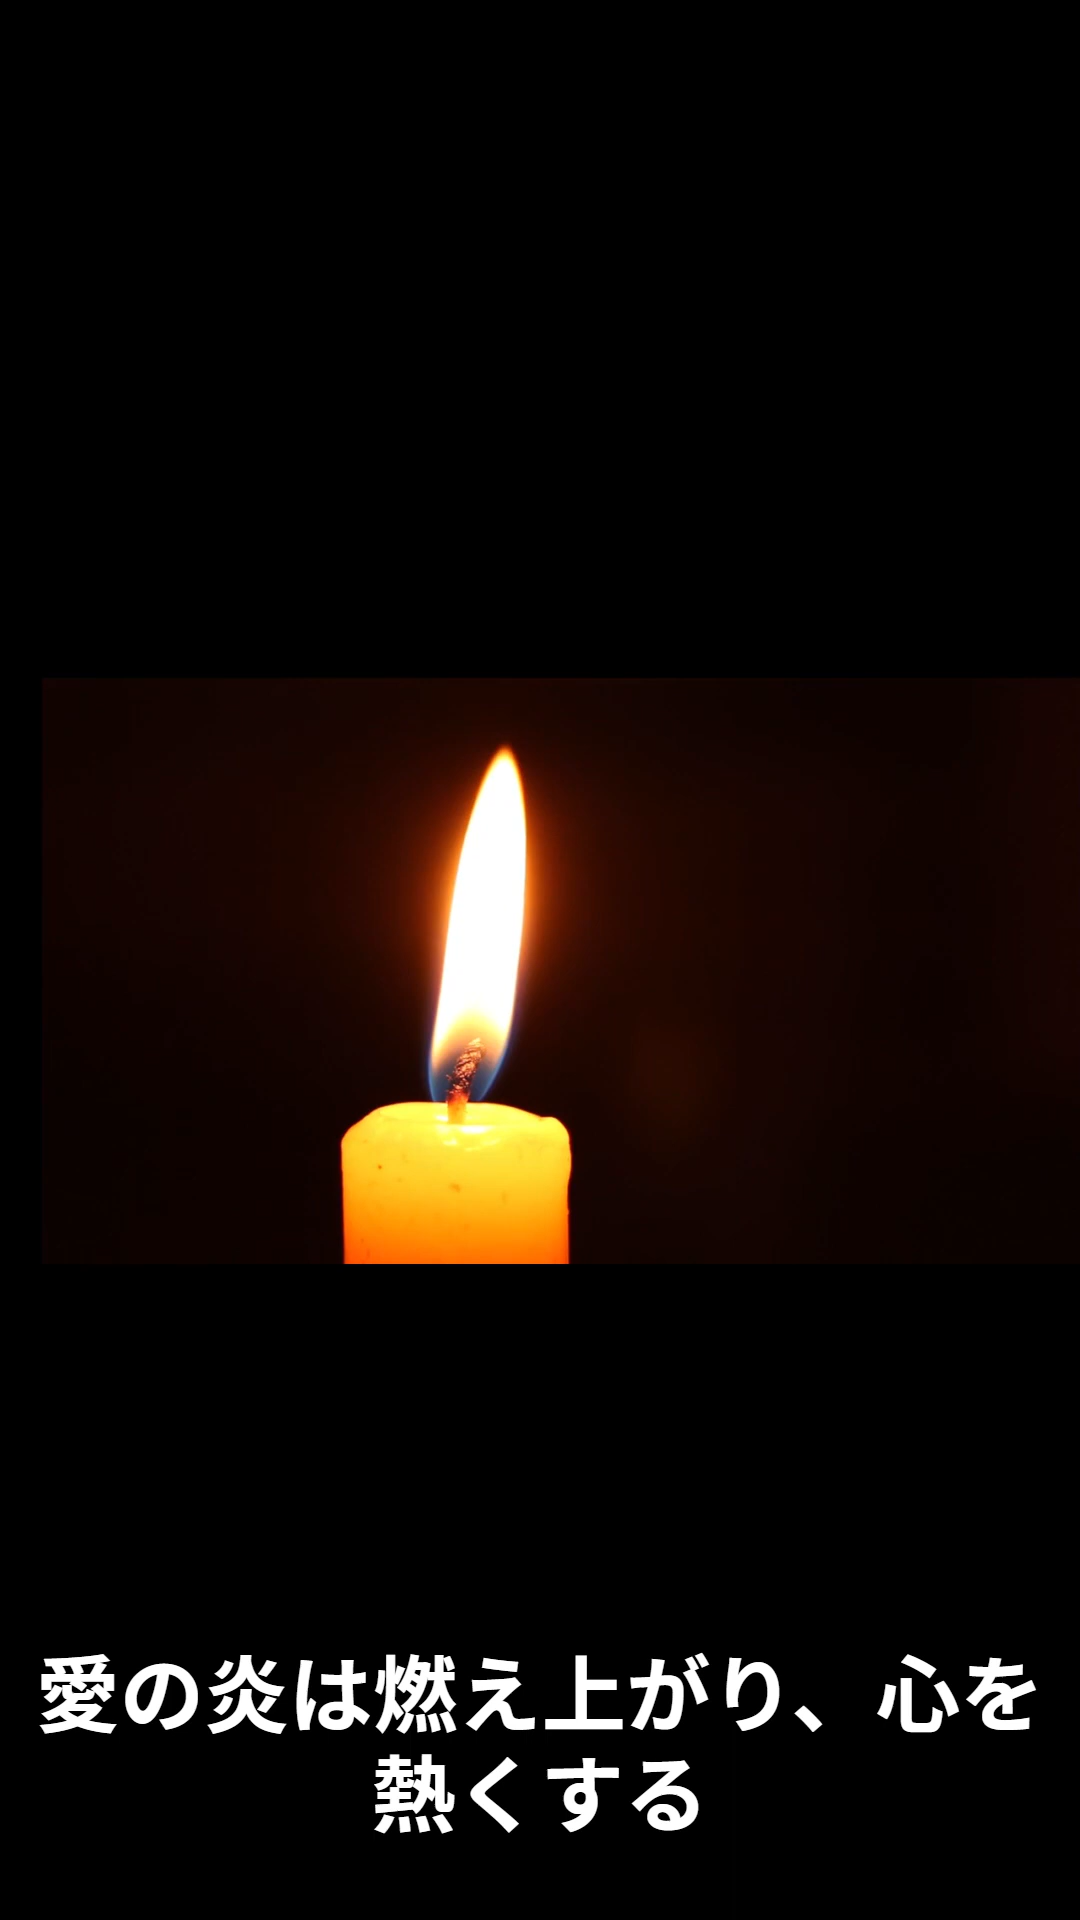 愛の炎は燃え上がり、心を
熱くする